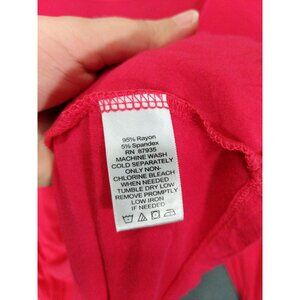 95% Rayon
5% Spandex
RN 87935
MACHINE WASH
COLD SEPARATELY
ONLY NON-
CHLORINE BLEACH
WHEN NEEDED
TUMBLE DRY LOW
REMOVE PROMPTLY
LOW IRON
IF NEEDED